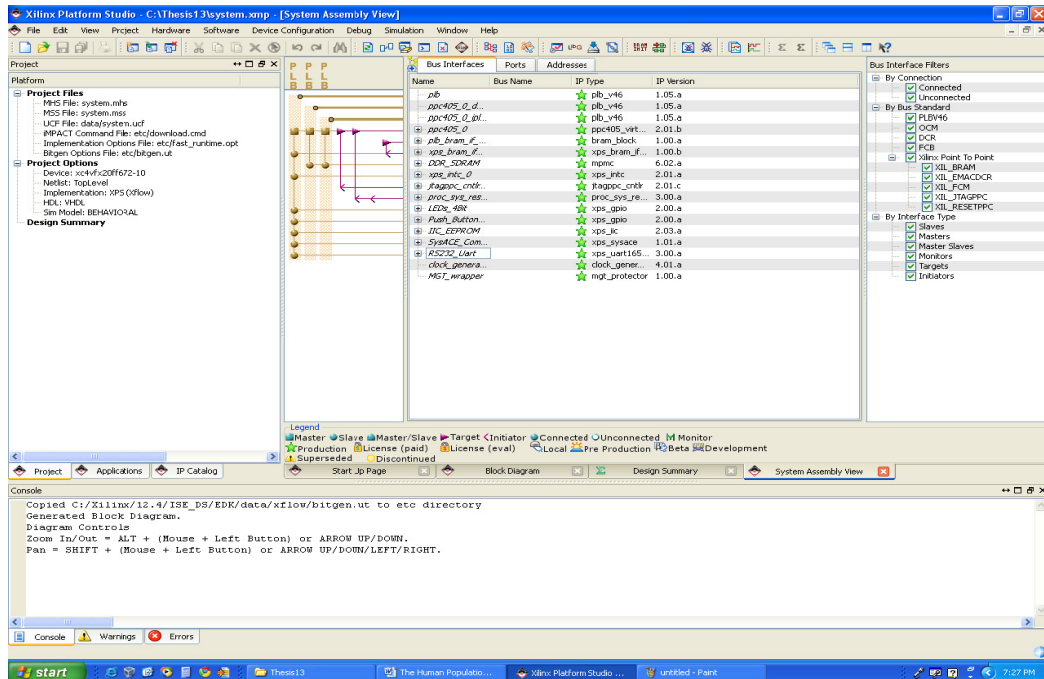 Xilinx Platform Studio - C:\Thesis13\system.xmp - [System Assembly View]
File Edit View Project Hardware Software Device Configuration Debug Simulation Window Help
Project
Platform
Project Files
MHS File: system.mhs
MSS File: system.mss
UCF File: data/system.ucf
iMPACT Command File: etc/download.cmd
Implementation Options File: etc/fast_runtime.opt
Bitgen Options File: etc/bitgen.ut
Project Options
Device: xc4vfx20ff672-10
Netlist: TopLevel
Implementation: XPS (Xflow)
HDL: VHDL
Sim Model: BEHAVIORAL
Design Summary
Project Applications IP Catalog
P P P
L L L
B B B
Bus Interfaces Ports Addresses
Name Bus Name IP Type IP Version
plb plb_v46 1.05.a
ppc405_0_d... plb_v46 1.05.a
ppc405_0_ipl... plb_v46 1.05.a
ppc405_0 ppc405_virt... 2.01.b
plb_bram_if_... bram_block 1.00.a
xps_bram_if... xps_bram_if... 1.00.b
DDR_SDRAM mpmc 6.02.a
xps_intc_0 xps_intc 2.01.a
jtagppc_cntlr... jtagppc_cntlr 2.01.c
proc_sys_res... proc_sys_re... 3.00.a
LEDs_4Bit xps_gpio 2.00.a
Push_Button... xps_gpio 2.00.a
IIC_EEPROM xps_iic 2.03.a
SysACE_Com... xps_sysace 1.01.a
RS232_Uart xps_uart165... 3.00.a
clock_genera... clock_gener... 4.01.a
MGT_wrapper mgt_protector 1.00.a
Legend
Master Slave Master/Slave Target Initiator Connected Unconnected M Monitor
Production License (paid) License (eval) Local Pre Production Beta Development
Superseded Discontinued
Start Up Page Block Diagram Design Summary System Assembly View
Bus Interface Filters
By Connection
Connected
Unconnected
By Bus Standard
PLBV46
OCM
DCR
FCB
Xilinx Point To Point
XIL_BRAM
XIL_EMACDCR
XIL_FCM
XIL_JTAGPPC
XIL_RESETPPC
By Interface Type
Slaves
Masters
Master Slaves
Monitors
Targets
Initiators
Console
Copied C:/Xilinx/12.4/ISE_DS/EDK/data/xflow/bitgen.ut to etc directory
Generated Block Diagram.
Diagram Controls
Zoom In/Out = ALT + (Mouse + Left Button) or ARROW UP/DOWN.
Pan = SHIFT + (Mouse + Left Button) or ARROW UP/DOWN/LEFT/RIGHT.
Console Warnings Errors
start Thesis13 The Human Populatio... Xilinx Platform Studio ... untitled - Paint 7:27 PM